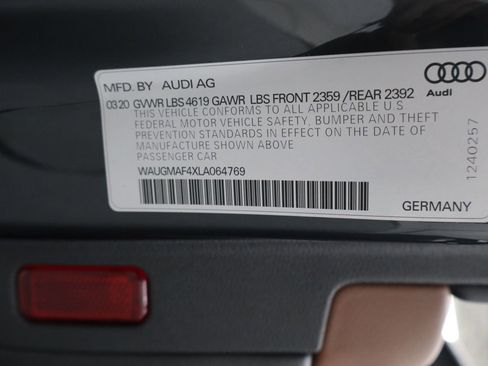 MFD. BY AUDI AG
03 20 GVWR LBS 4619 GAWR LBS FRONT 2359 /REAR 2392
THIS VEHICLE CONFORMS TO ALL APPLICABLE U S
FEDERAL MOTOR VEHICLE SAFETY, BUMPER AND THEFT
PREVENTION STANDARDS IN EFFECT ON THE DATE OF
MANUFACTURE SHOWN ABOVE
PASSENGER CAR
WAUGMAF4XLA064769
Audi
1240257
GERMANY